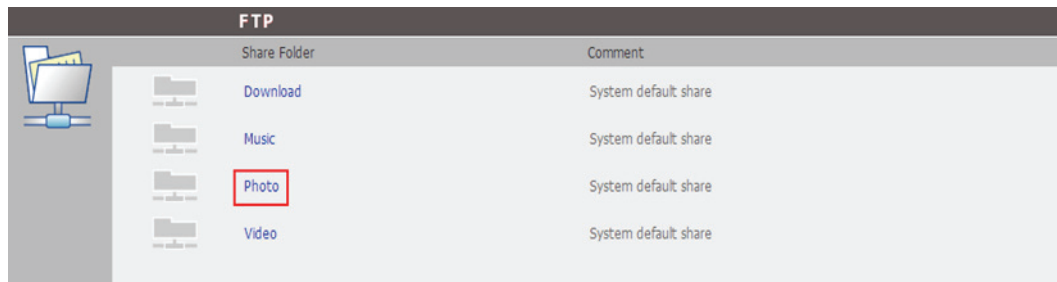 FTP
Share Folder Comment
Download System default share
Music System default share
Photo System default share
Video System default share